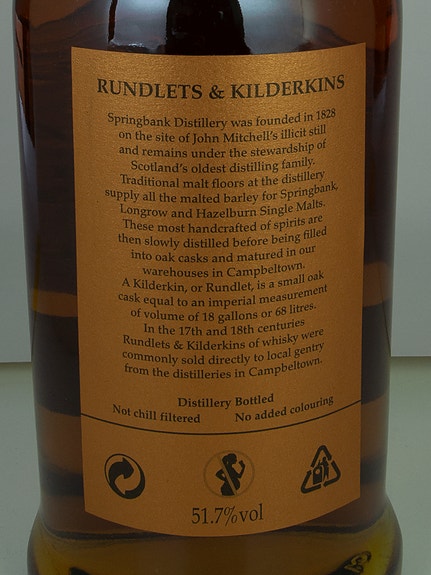 RUNDLETS & KILDERKINS
Springbank Distillery was founded in 1828
on the site of John Mitchell's illicit still
and remains under the stewardship of
Scotland's oldest distilling family.
Traditional malt floors at the distillery
supply all the malted barley for Springbank,
Longrow and Hazelburn Single Malts.
These most handcrafted of spirits are
then slowly distilled before being filled
into oak casks and matured in our
warehouses in Campbeltown.
A Kilderkin, or Rundlet, is a small oak
cask equal to an imperial measurement
of volume of 18 gallons or 68 litres.
In the 17th and 18th centuries
Rundlets & Kilderkins of whisky were
commonly sold directly to local gentry
from the distilleries in Campbeltown.
Distillery Bottled
Not chill filtered No added colouring
51.7%vol